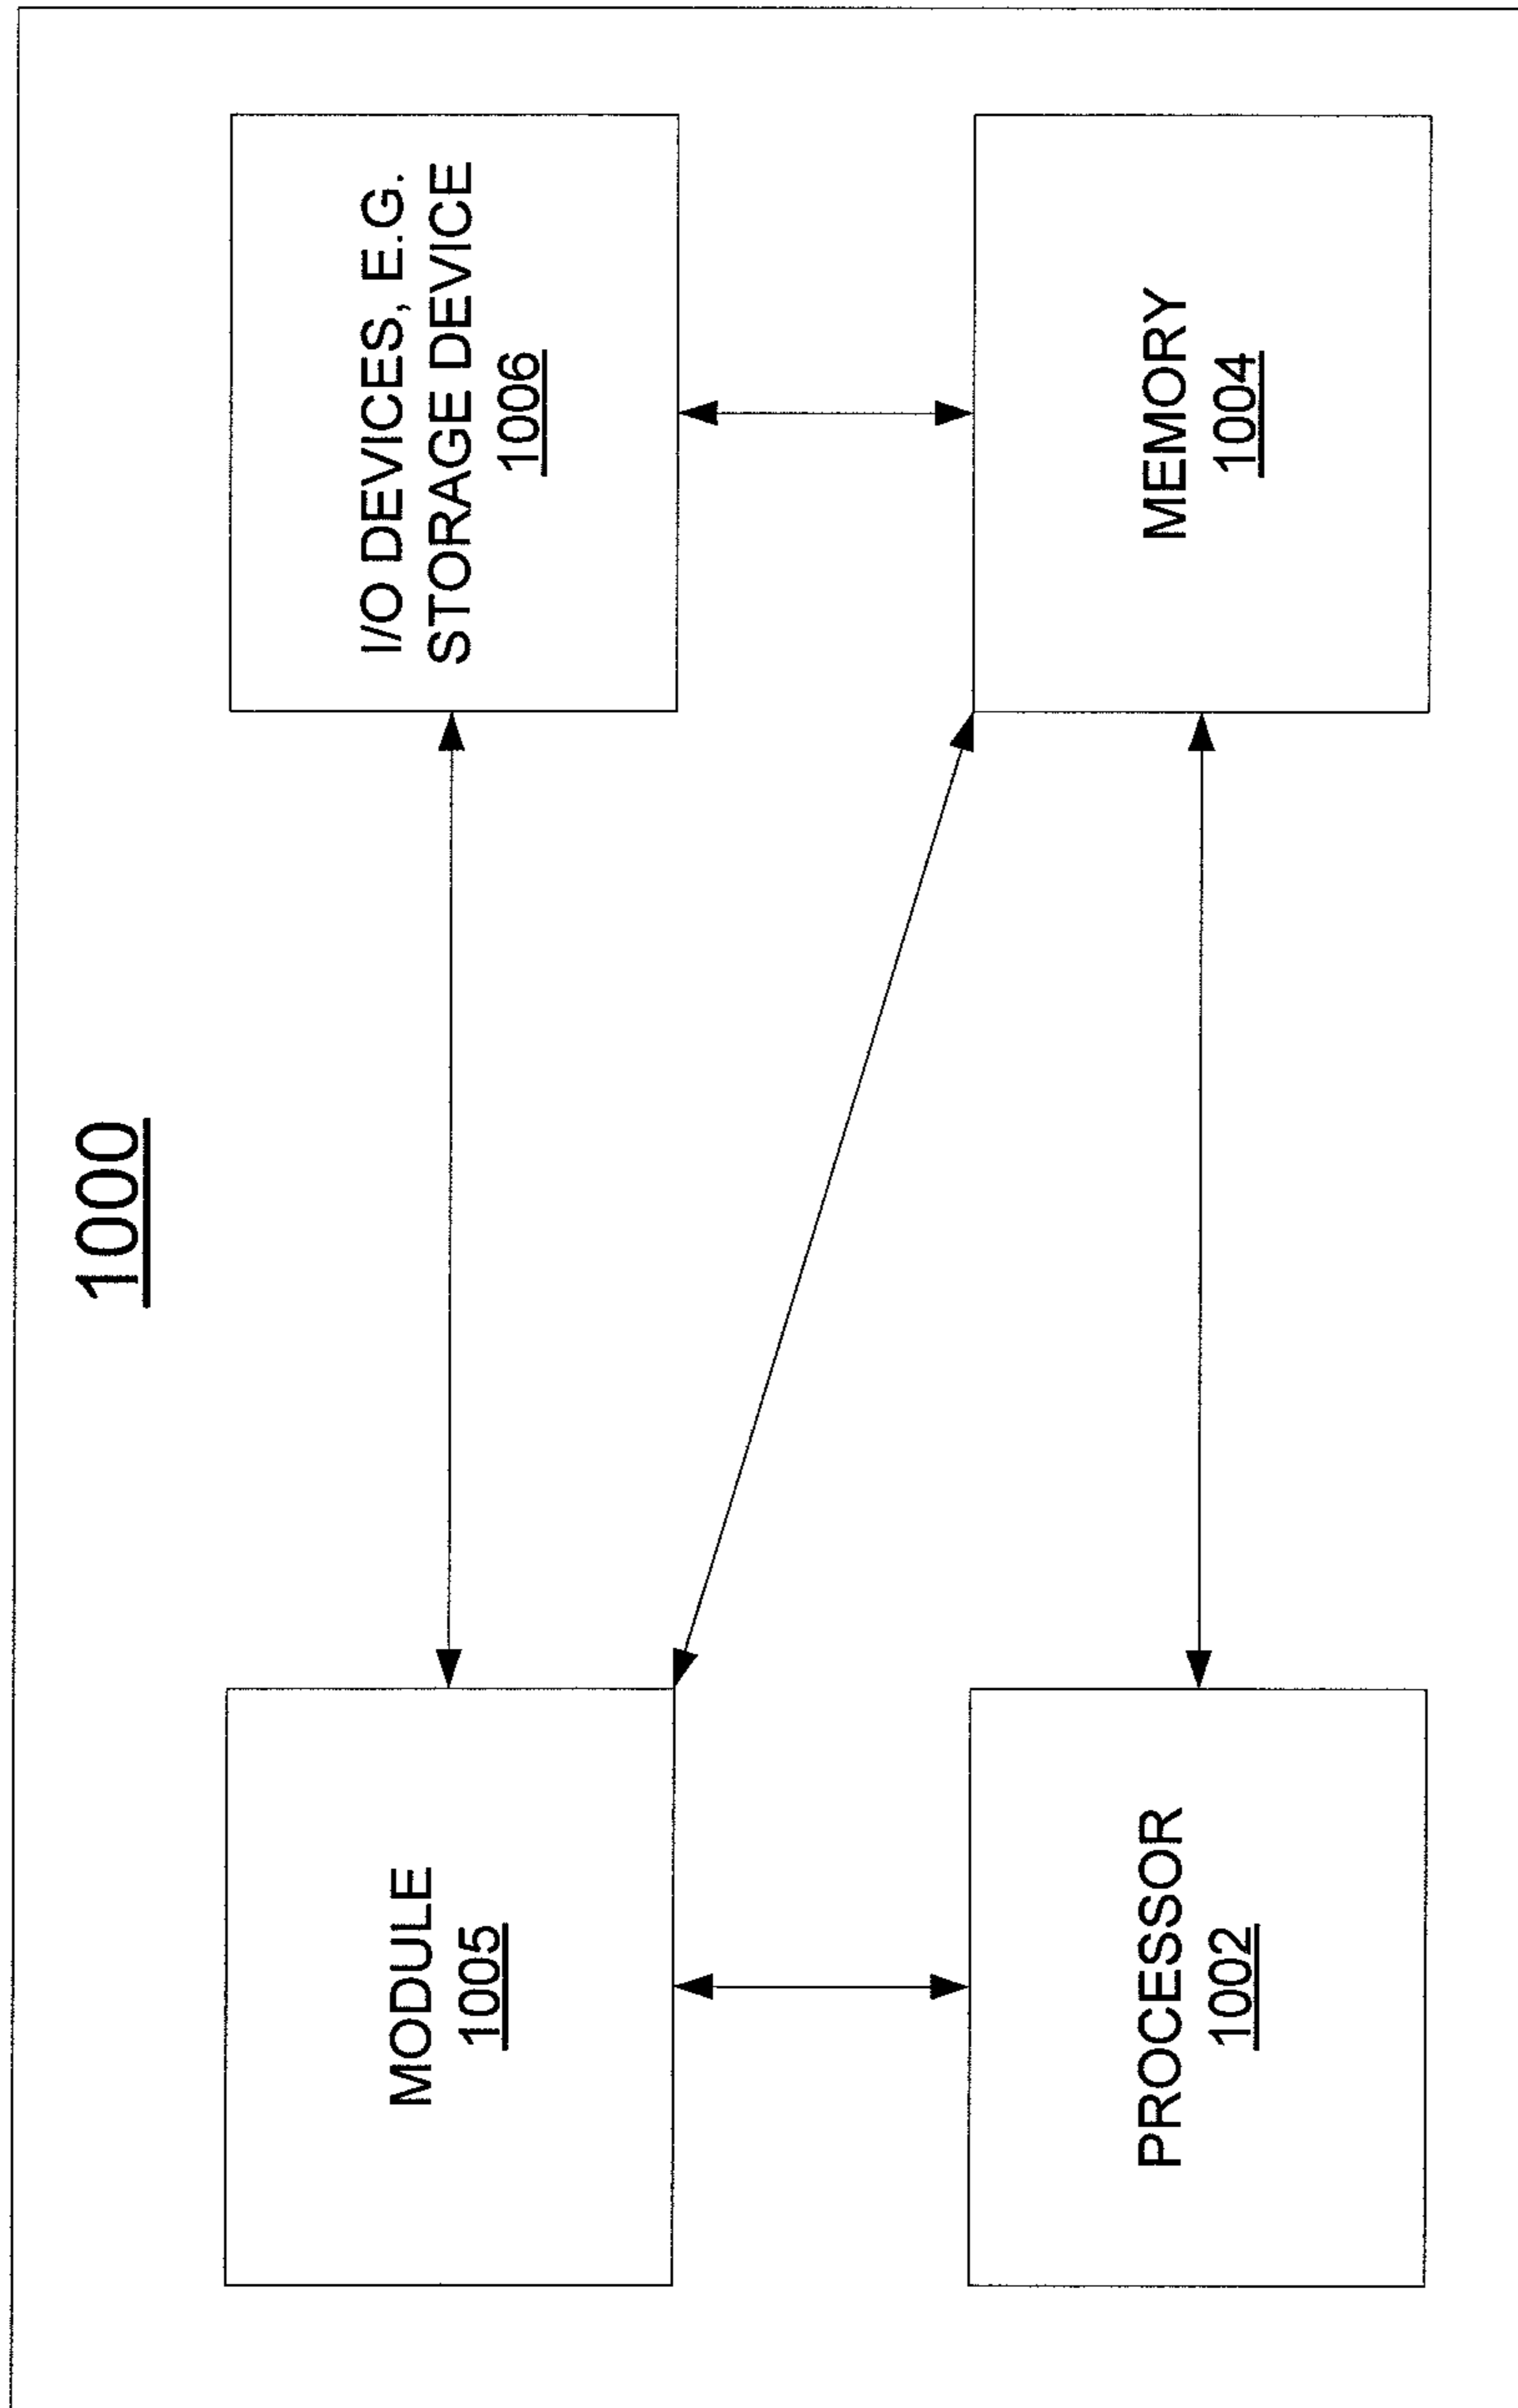 1000
MODULE
1005
I/O DEVICES, E.G.
STORAGE DEVICE
1006
PROCESSOR
1002
MEMORY
1004